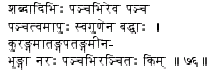 शब्दादिभिः पञ्चभिरेव पञ्च
पञ्चत्वमापुः स्वगुणेन बद्धाः ।
कुरङ्गमातङ्गपतङ्गमीन-
भृङ्गा नरः पञ्चभिरञ्चितः किम् ॥ ७६॥